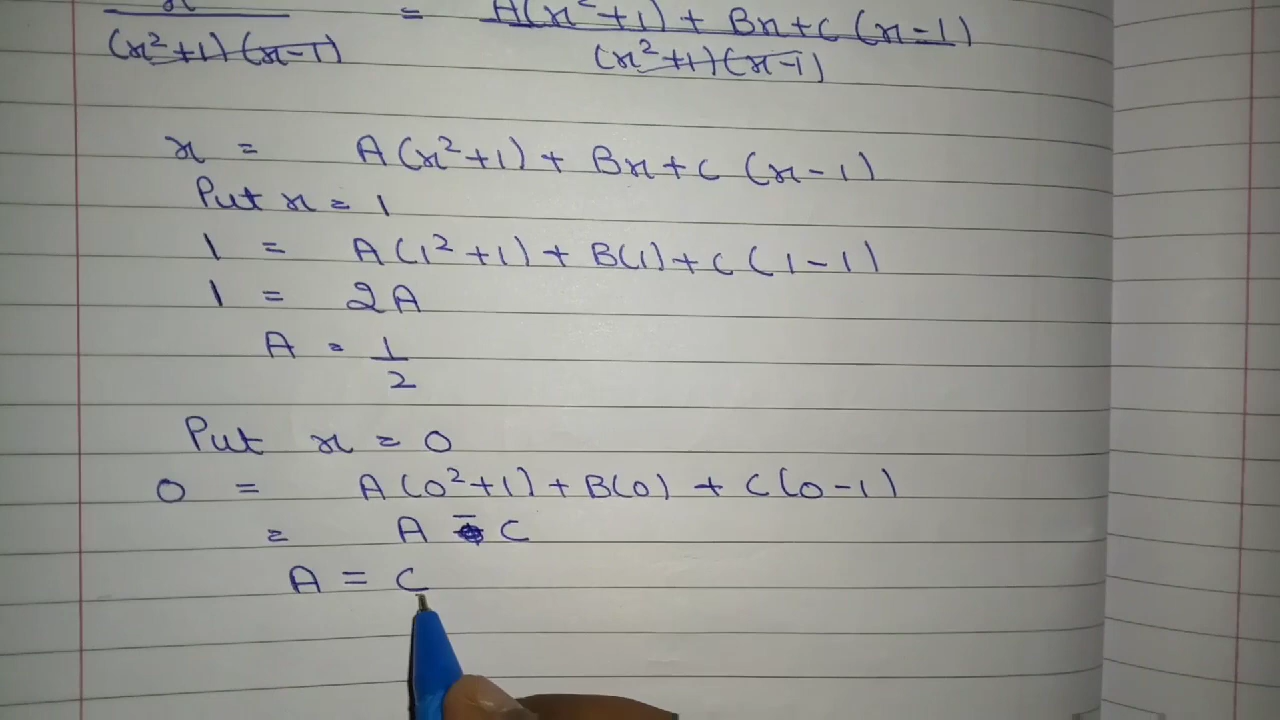 x = A(x²+1) + Bx+C (x-1)
(x²+1)(x-1) (x²+1)(x-1)
x = A(x²+1) + Bx+C (x-1)
Put x = 1
1 = A(1²+1) + B(1)+C(1-1)
1 = 2A
A = 1
2
Put x = 0
0 = A(0²+1)+B(0) + C(0-1)
= A - C
A = C